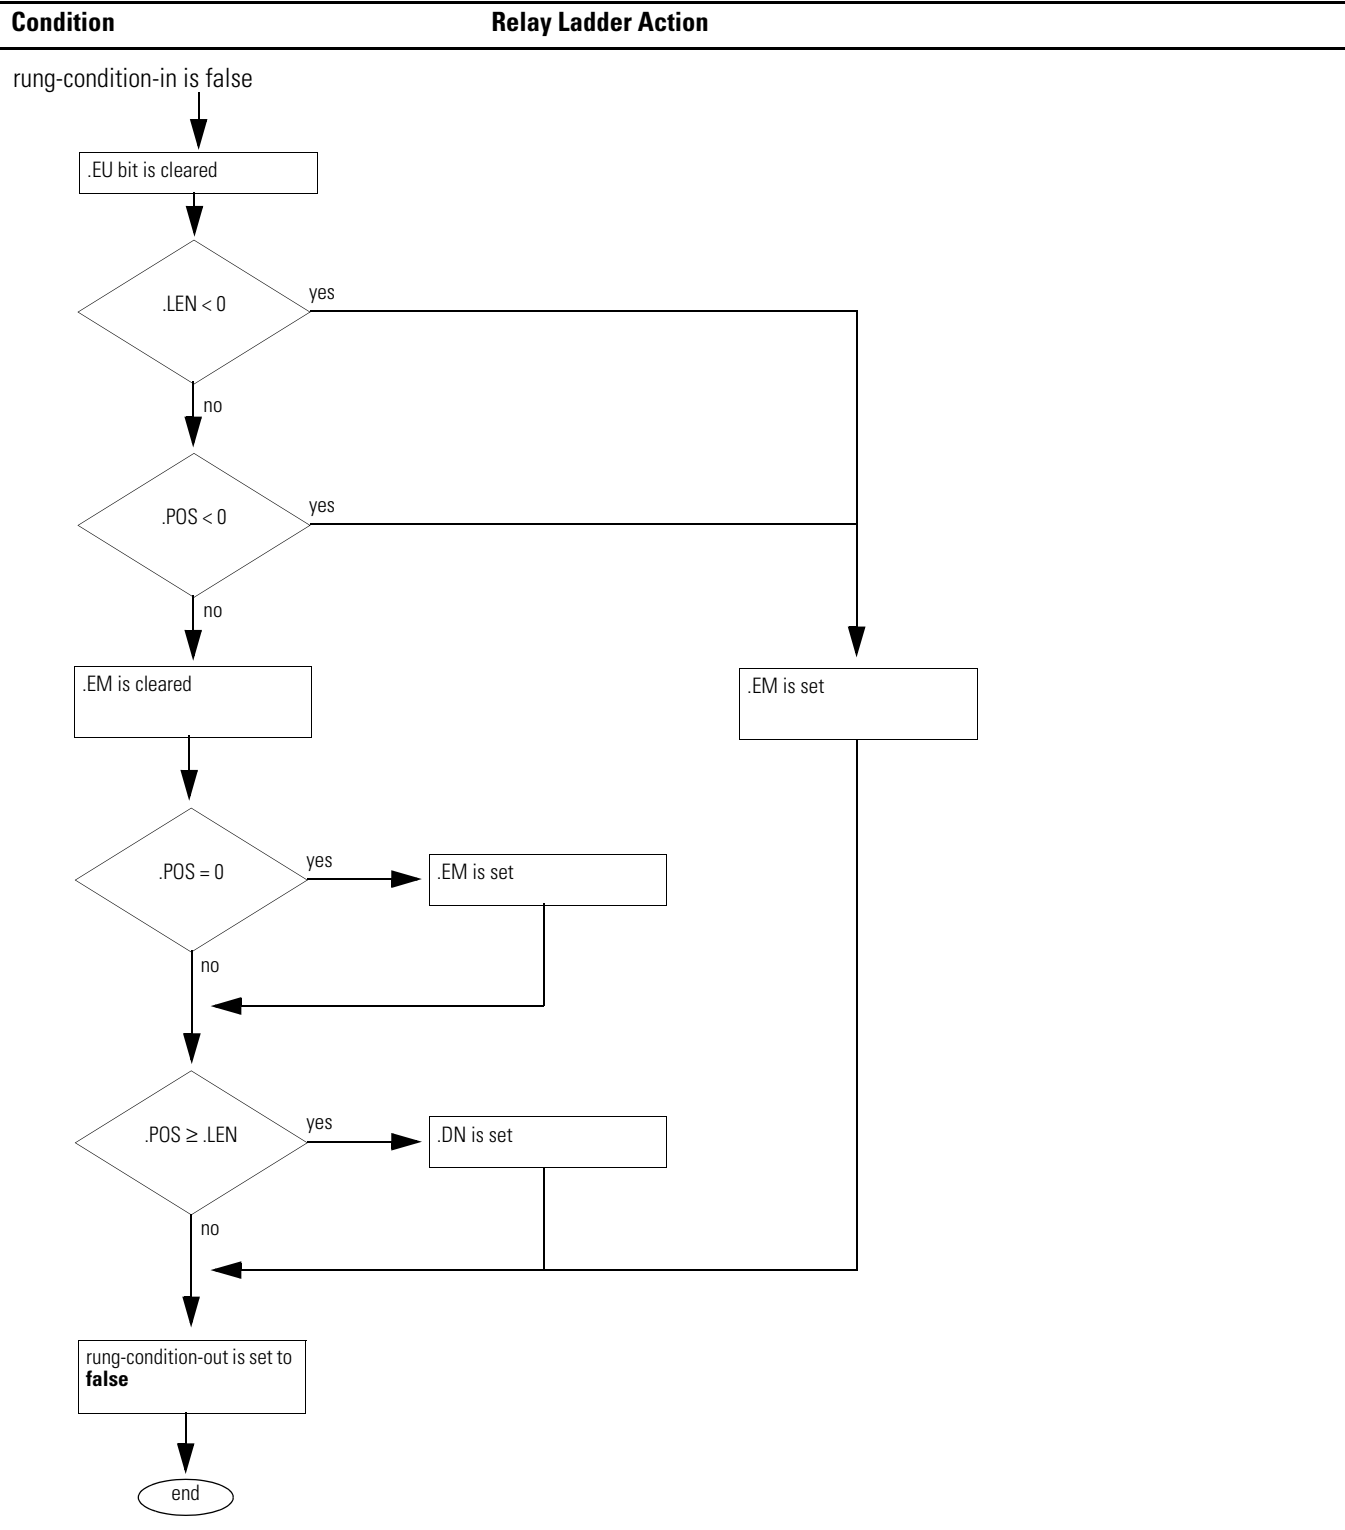 Condition
Relay Ladder Action
rung-condition-in is false
.EU bit is cleared
.LEN < 0
yes
no
.POS < 0
yes
no
.EM is cleared
.EM is set
.POS = 0
yes
.EM is set
no
.POS ≥ .LEN
yes
.DN is set
no
rung-condition-out is set to
false
end